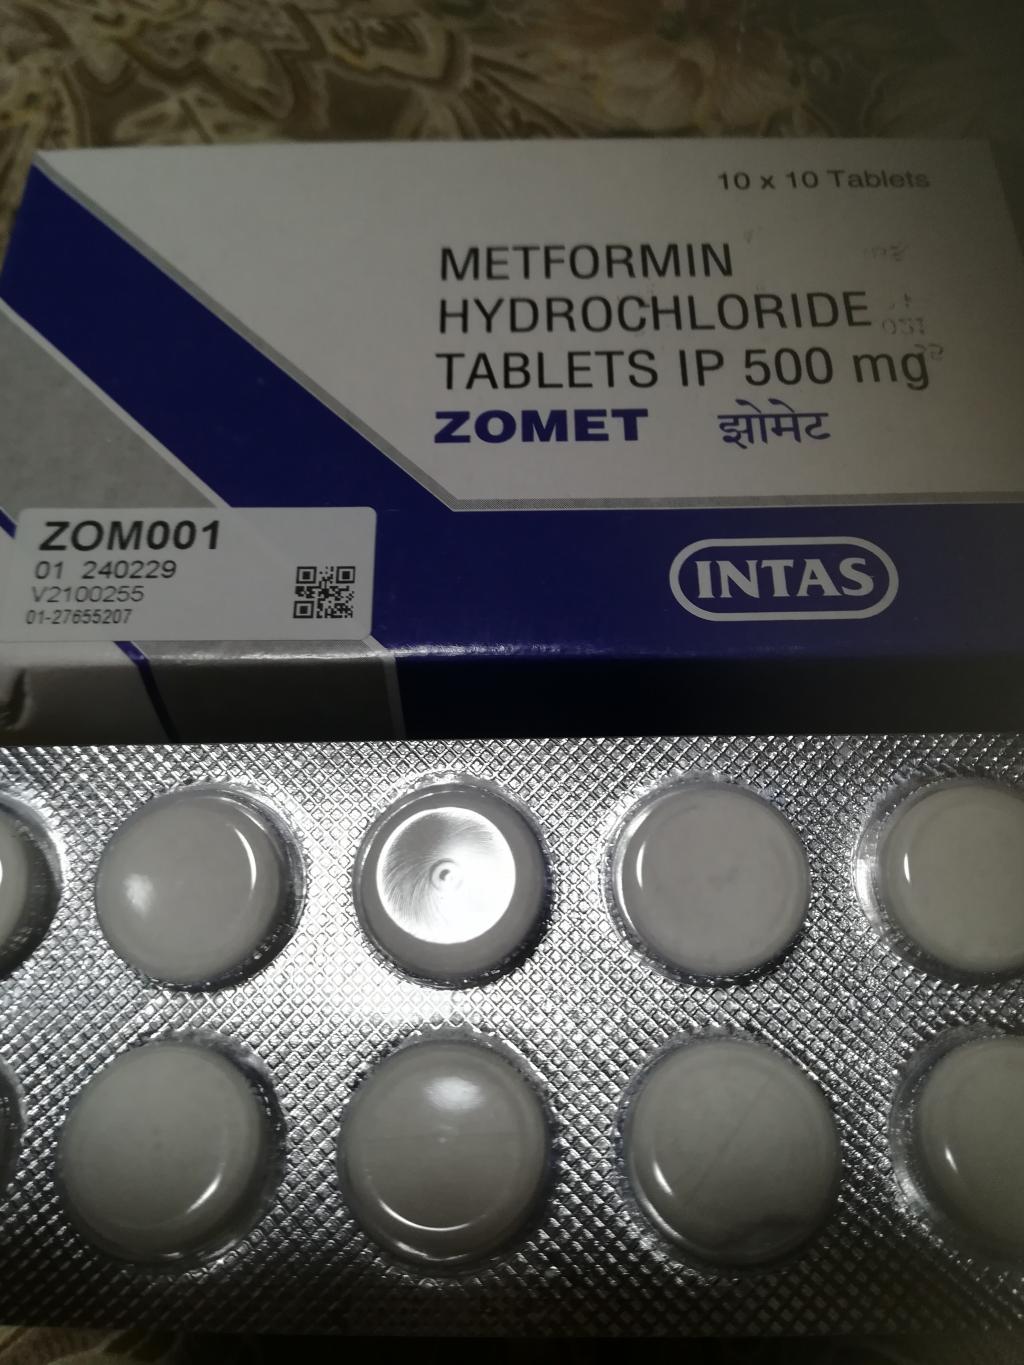 10 x 10 Tablets
METFORMIN
HYDROCHLORIDE
TABLETS IP 500 mg
ZOMET झोमेट
ZOM001
01 240229
V2100255
01-27655207
INTAS